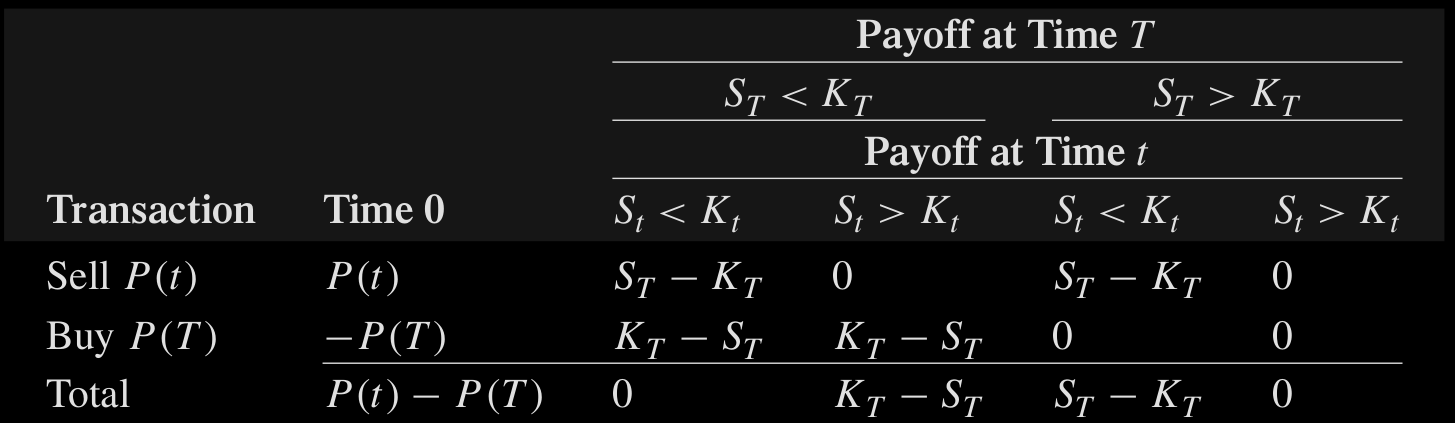 Payoff at Time T
S_T < K_T S_T > K_T
Payoff at Time t
Transaction Time 0 S_t < K_t S_t > K_t S_t < K_t S_t > K_t
Sell P(t) P(t) S_T − K_T 0 S_T − K_T 0
Buy P(T) −P(T) K_T − S_T K_T − S_T 0 0
Total P(t) − P(T) 0 K_T − S_T S_T − K_T 0